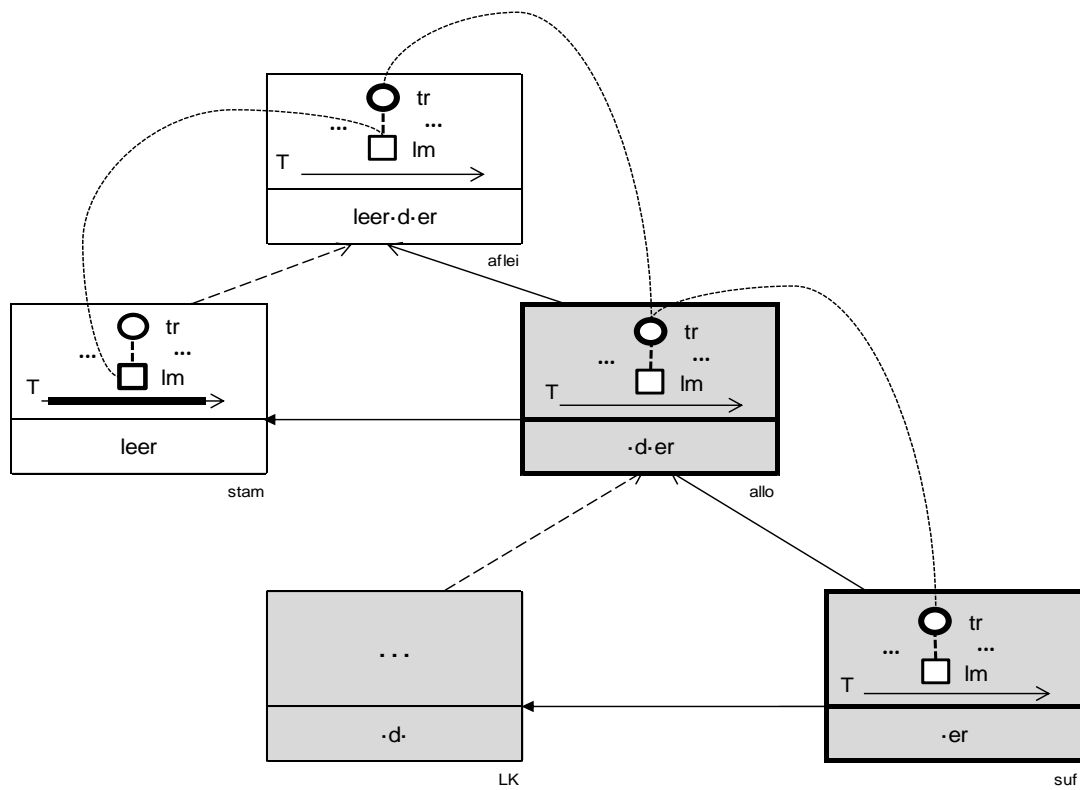 tr
... ...
lm
T
leer·d·er
aflei
tr
... ...
lm
T
leer
stam
tr
... ...
lm
T
·d·er
allo
...
·d·
LK
tr
... ...
lm
T
·er
suf